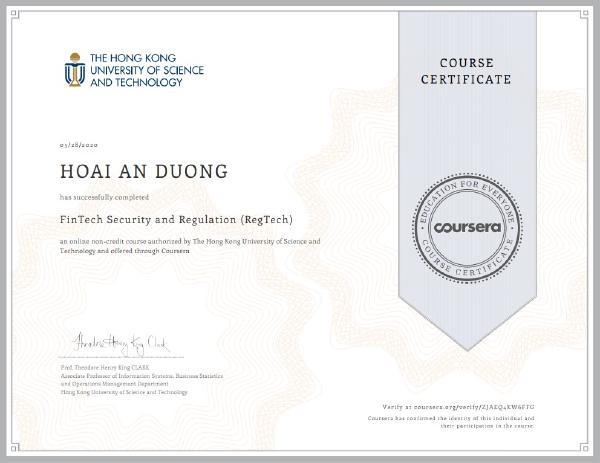 THE HONG KONG
UNIVERSITY OF SCIENCE
AND TECHNOLOGY
COURSE
CERTIFICATE
05/28/2020
HOAI AN DUONG
has successfully completed
FinTech Security and Regulation (RegTech)
an online non-credit course authorized by The Hong Kong University of Science and
Technology and offered through Coursera
EDUCATION FOR EVERYONE
coursera
COURSE CERTIFICATE
Theodore Henry King Clark
Prof. Theodore Henry King CLARK
Associate Professor of Information Systems, Business Statistics
and Operations Management Department
Hong Kong University of Science and Technology
Verify at coursera.org/verify/ZJAEQ4KW6FTG
Coursera has confirmed the identity of this individual and
their participation in the course.